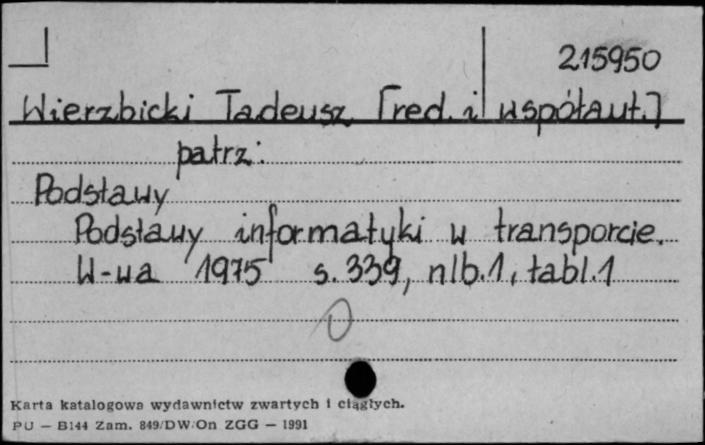 215950
Wierzbicki Tadeusz [red. i współaut.]
patrz:
Podstawy
Podstawy informatyki w transporcie.
W-wa 1975 s. 339, nlb.1, tabl.1
Karta katalogowa wydawnictw zwartych i ciągłych.
PU — B144 Zam. 849/DW/On ZGG — 1991